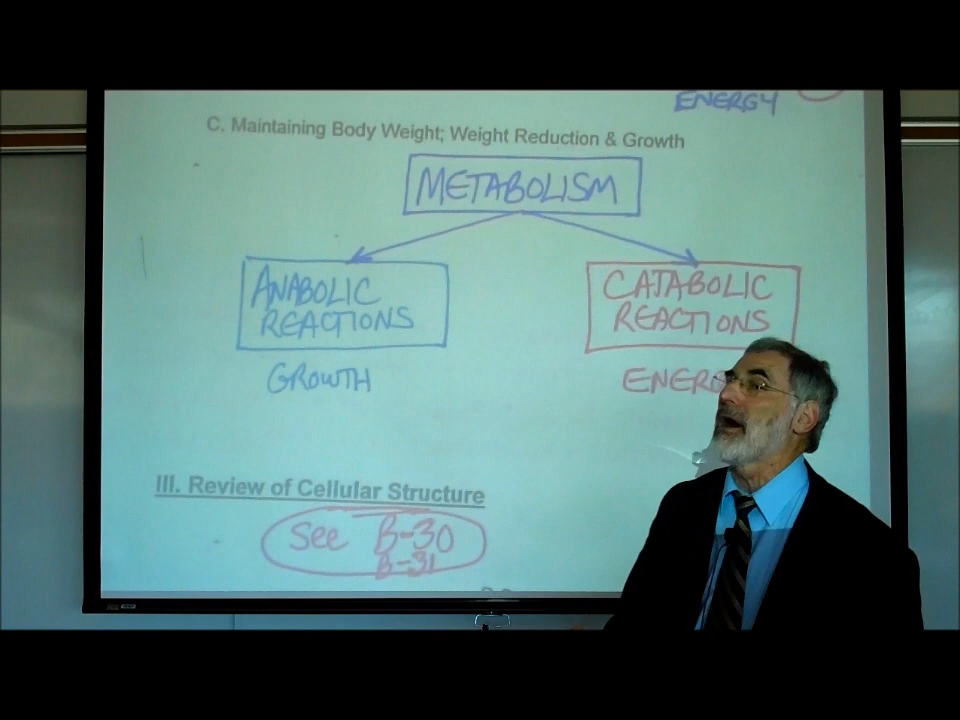 ENERGY
C. Maintaining Body Weight; Weight Reduction & Growth
METABOLISM
ANABOLIC
REACTIONS
CATABOLIC
REACTIONS
GROWTH
III. Review of Cellular Structure
See B-30
B-31